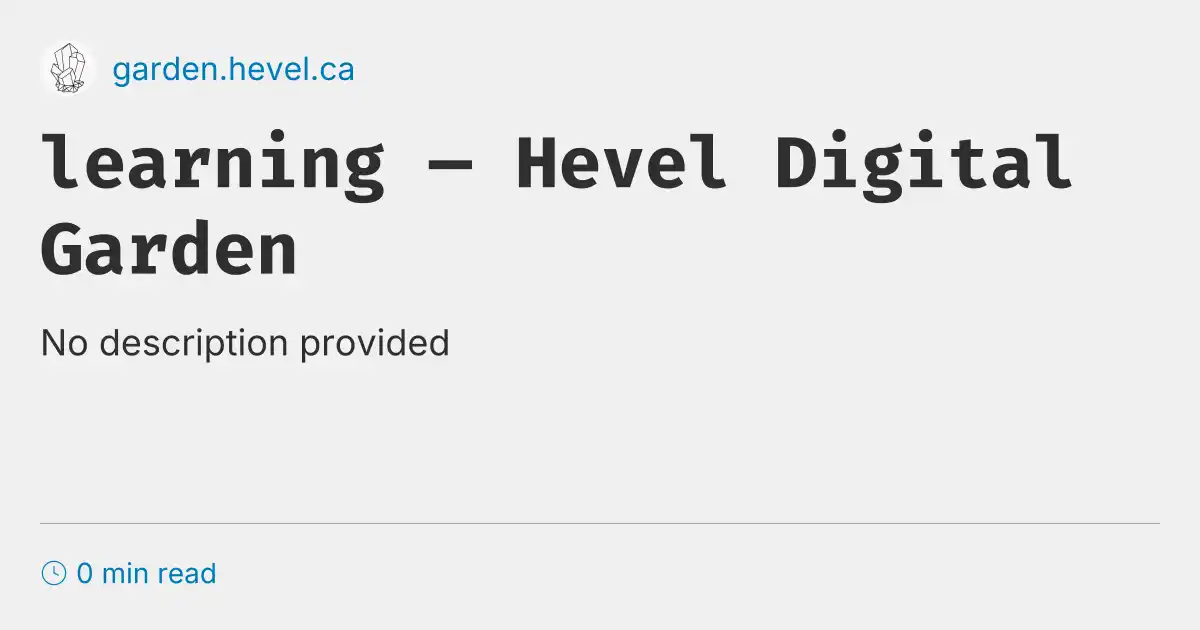 garden.hevel.ca
learning — Hevel Digital
Garden
No description provided
0 min read